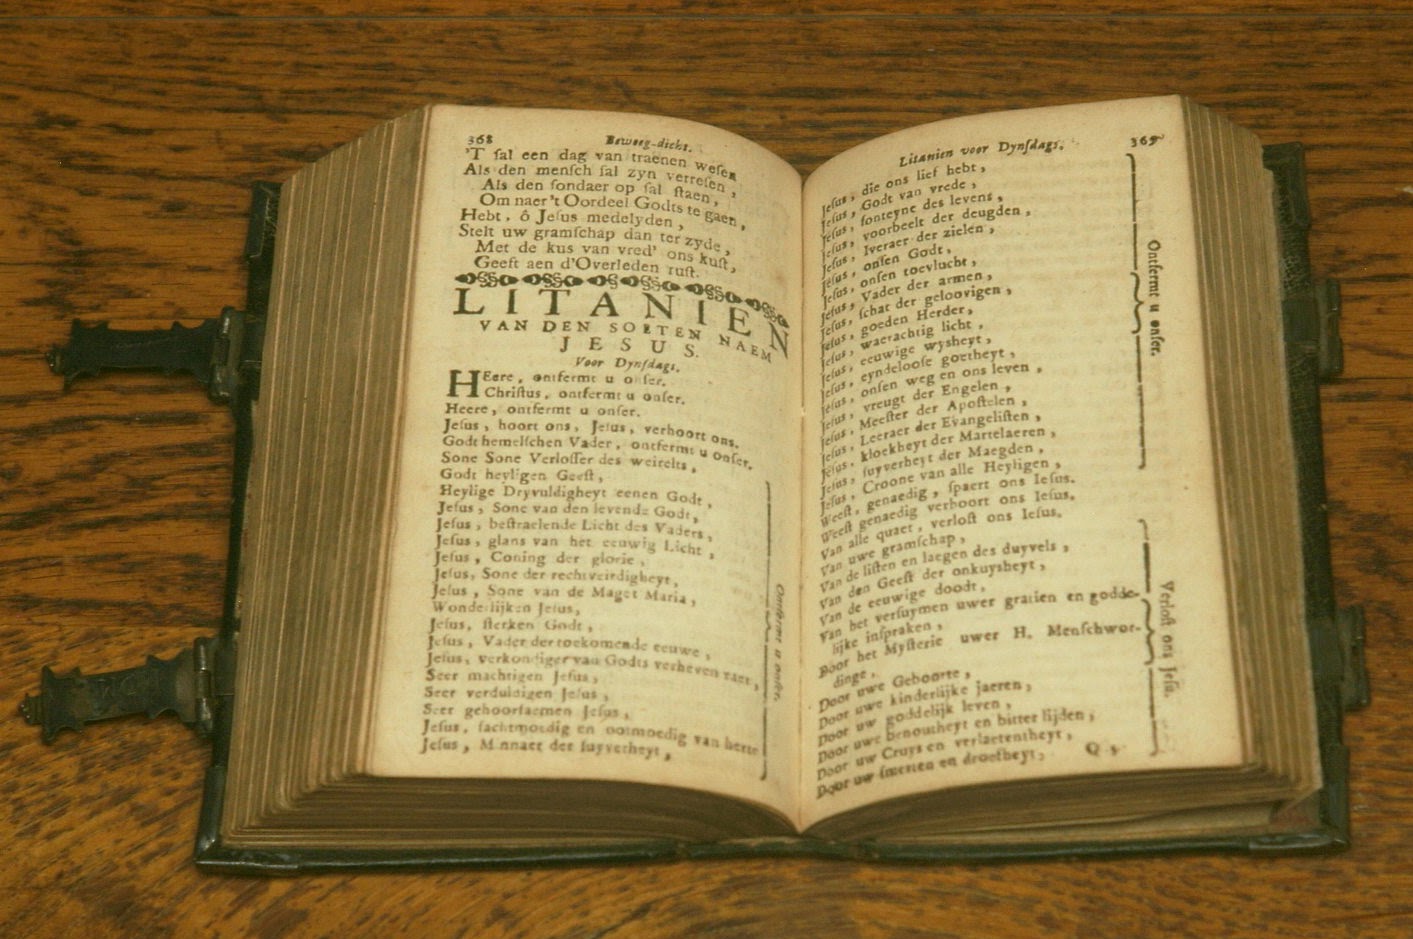 368 Beweeg-dicht.
'T sal een dag van traenen wesen
Als den mensch sal zyn verresen,
Als den sondaer op sal staen,
Om naer 't Oordeel Godts te gaen,
Hebt, ô Jesus medelyden,
Stelt uw gramschap dan ter zyde,
Met de kus van vred' ons kust,
Geeft aen d'Overleden rust.
LITANIEN
VAN DEN SOETEN NAEM
JESUS.
Voor Dynsdags.
HEere, ontfermt u onser.
Christus, ontfermt u onser.
Heere, ontfermt u onser.
Jesus, hoort ons, Jesus, verhoort ons.
Godt hemelschen Vader, ontfermt u onser.
Sone Sone Verlosser des weirelts,
Godt heyligen Geest,
Heylige Dryvuldigheyt eenen Godt,
Jesus, Sone van den levende Godt,
Jesus, bestraelende Licht des Vaders,
Jesus, glans van het eeuwig Licht,
Jesus, Coning der glorie,
Jesus, Sone der rechtveirdigheyt,
Jesus, Sone van de Maget Maria,
Wonderlijken Jesus,
Jesus, sterken Godt,
Jesus, Vader der toekomende eeuwe,
Jesus, verkondiger van Godts verheven raet,
Seer machtigen Jesus,
Seer verduldigen Jesus,
Seer gehoorsaemen Jesus,
Jesus, sachtmoedig en ootmoedig van herte
Jesus, Minnaer der suyverheyt,
Ontfermt u onser.
Litanien voor Dynsdags. 369
Jesus, die ons lief hebt,
Jesus, Godt van vrede,
Jesus, fonteyne des levens,
Jesus, voorbeelt der deugden,
Jesus, Iveraer der zielen,
Jesus, onsen Godt,
Jesus, onsen toevlucht,
Jesus, Vader der armen,
Jesus, schat der geloovigen,
Jesus, goeden Herder,
Jesus, waerachtig licht,
Jesus, eeuwige wysheyt,
Jesus, eyndeloose goetheyt,
Jesus, onsen weg en ons leven,
Jesus, vreugt der Engelen,
Jesus, Meester der Apostelen,
Jesus, Leeraer der Evangelisten,
Jesus, kloekheyt der Martelaeren,
Jesus, suyverheyt der Maegden,
Jesus, Croone van alle Heyligen,
Ontfermt u onser.
Weest, genaedig, spaert ons Iesus.
Weest genaedig verhoort ons Iesus.
Van alle quaet, verlost ons Iesus.
Van uwe gramschap,
Van de listen en laegen des duyvels,
Van den Geest der onkuysheyt,
Van de eeuwige doodt,
Van het versuymen uwer gratien en godde-
lijke inspraken,
Door het Mysterie uwer H. Menschwor-
dinge,
Door uwe Geboorte,
Door uwe kinderlijke jaeren,
Door uw goddelijk leven,
Door uwe benoutheyt en bitter lijden,
Door uw Cruys en verlaetentheyt,
Door uw smerten en droefheyt,
Verlost ons Jesu.
Q 5